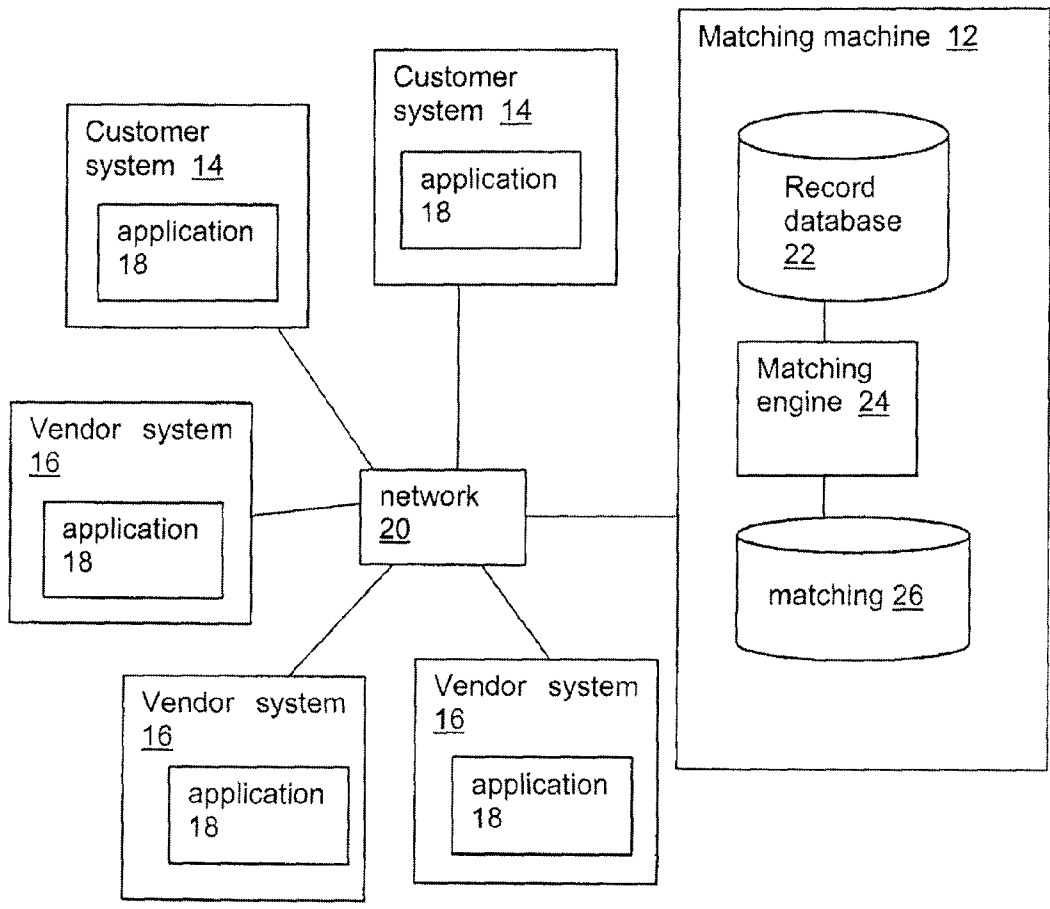 Matching machine 12
Customer
system 14
application
18
Customer
system 14
application
18
Record
database
22
Matching
engine 24
matching 26
Vendor system
16
application
18
network
20
Vendor system
16
application
18
Vendor system
16
application
18